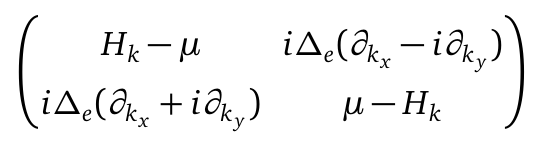 H_k − μ    iΔ_e(∂_{k_x} − i∂_{k_y})
iΔ_e(∂_{k_x} + i∂_{k_y})    μ − H_k